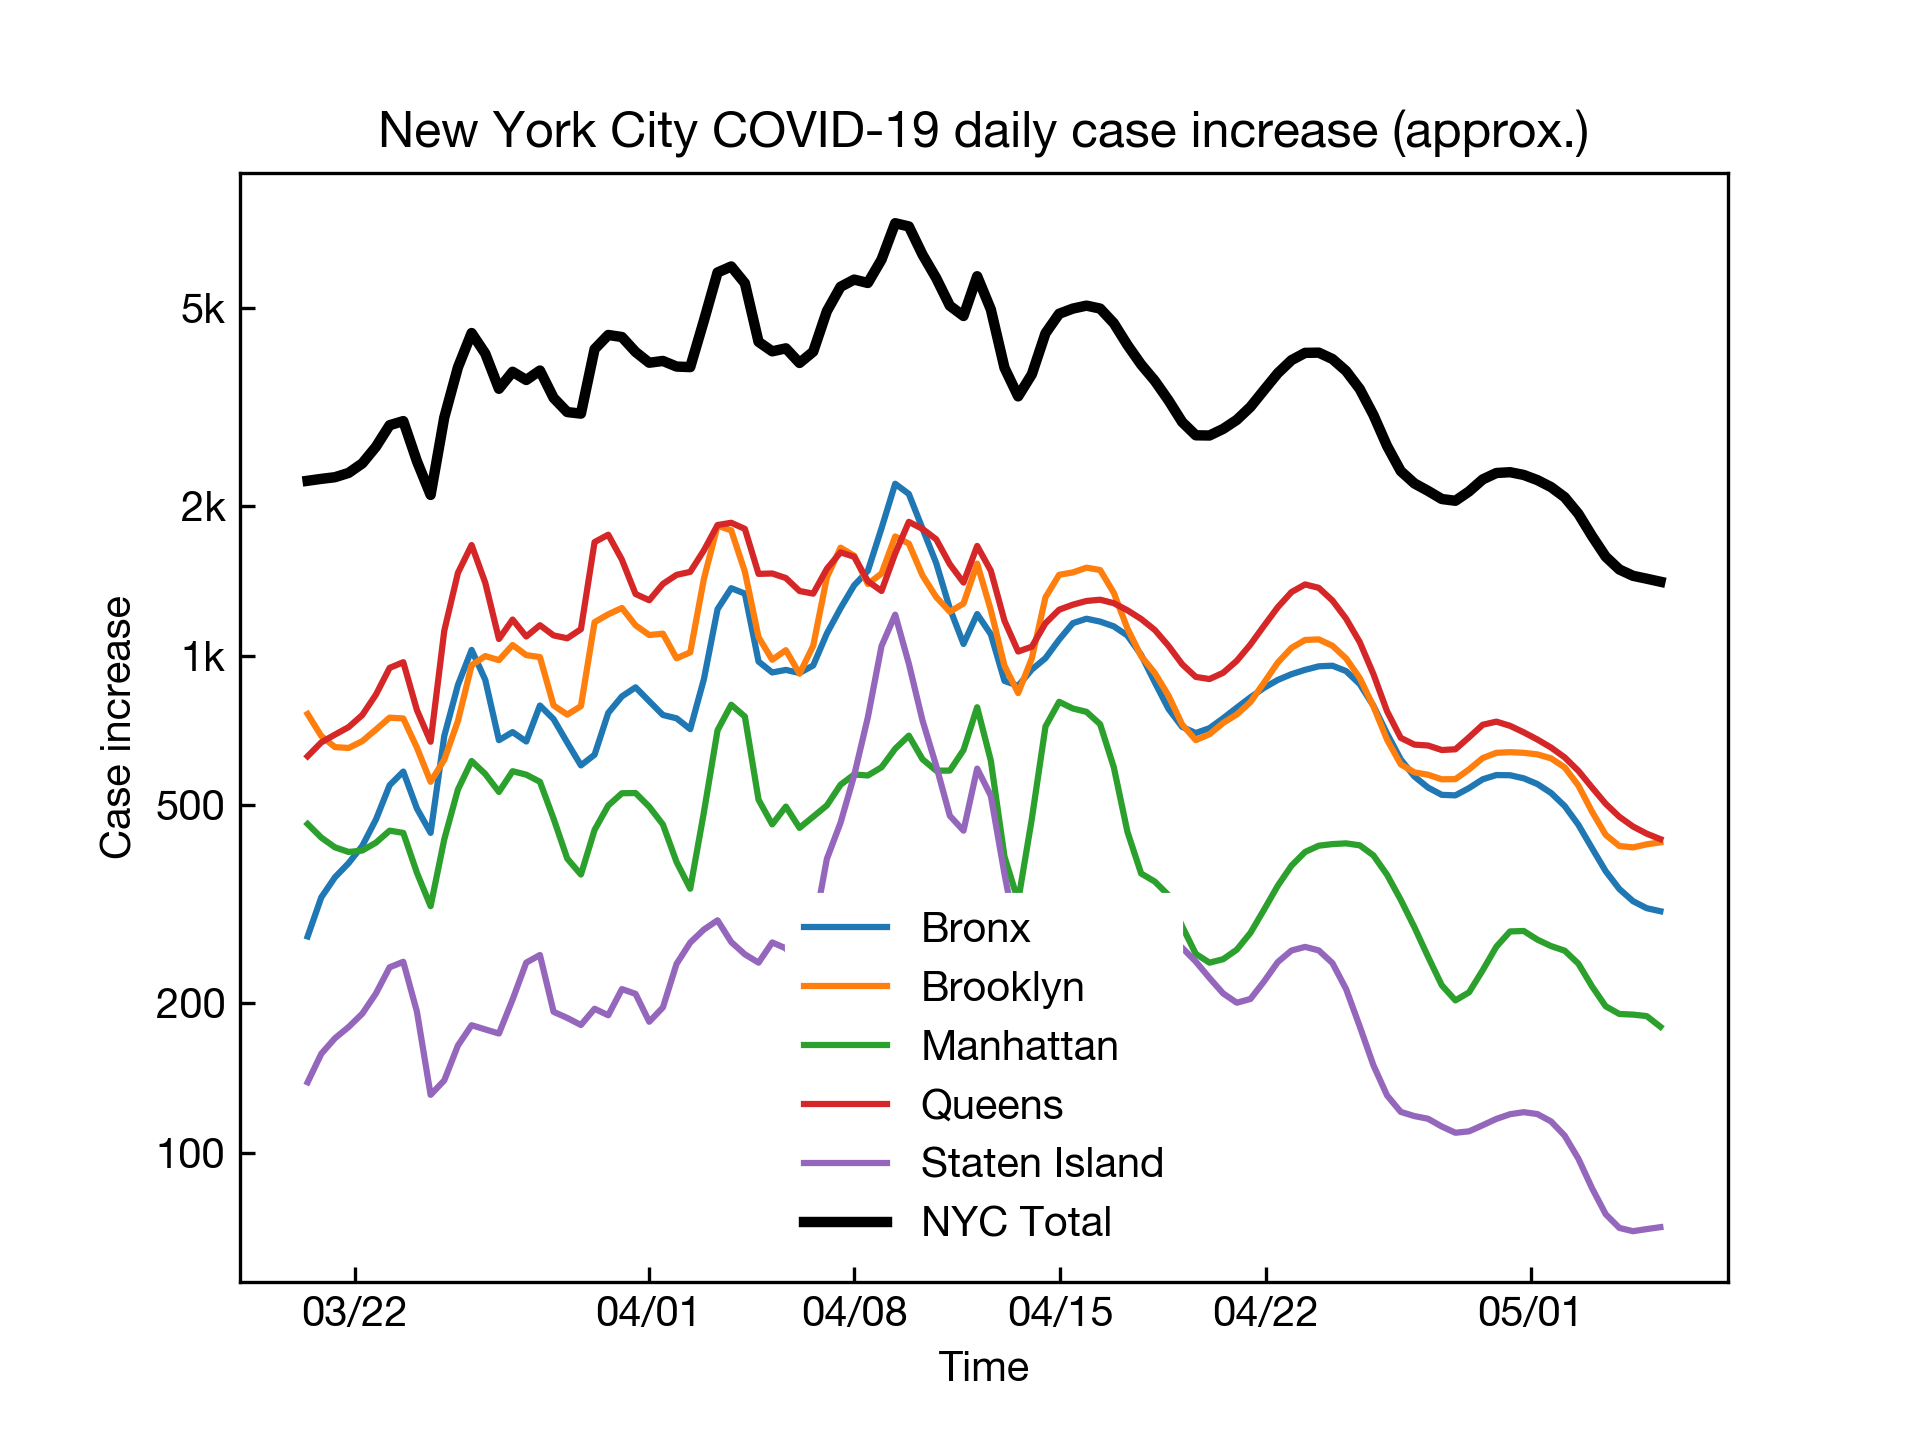 New York City COVID-19 daily case increase (approx.)
Case increase
5k
2k
1k
500
200
100
Bronx
Brooklyn
Manhattan
Queens
Staten Island
NYC Total
03/22 04/01 04/08 04/15 04/22 05/01
Time